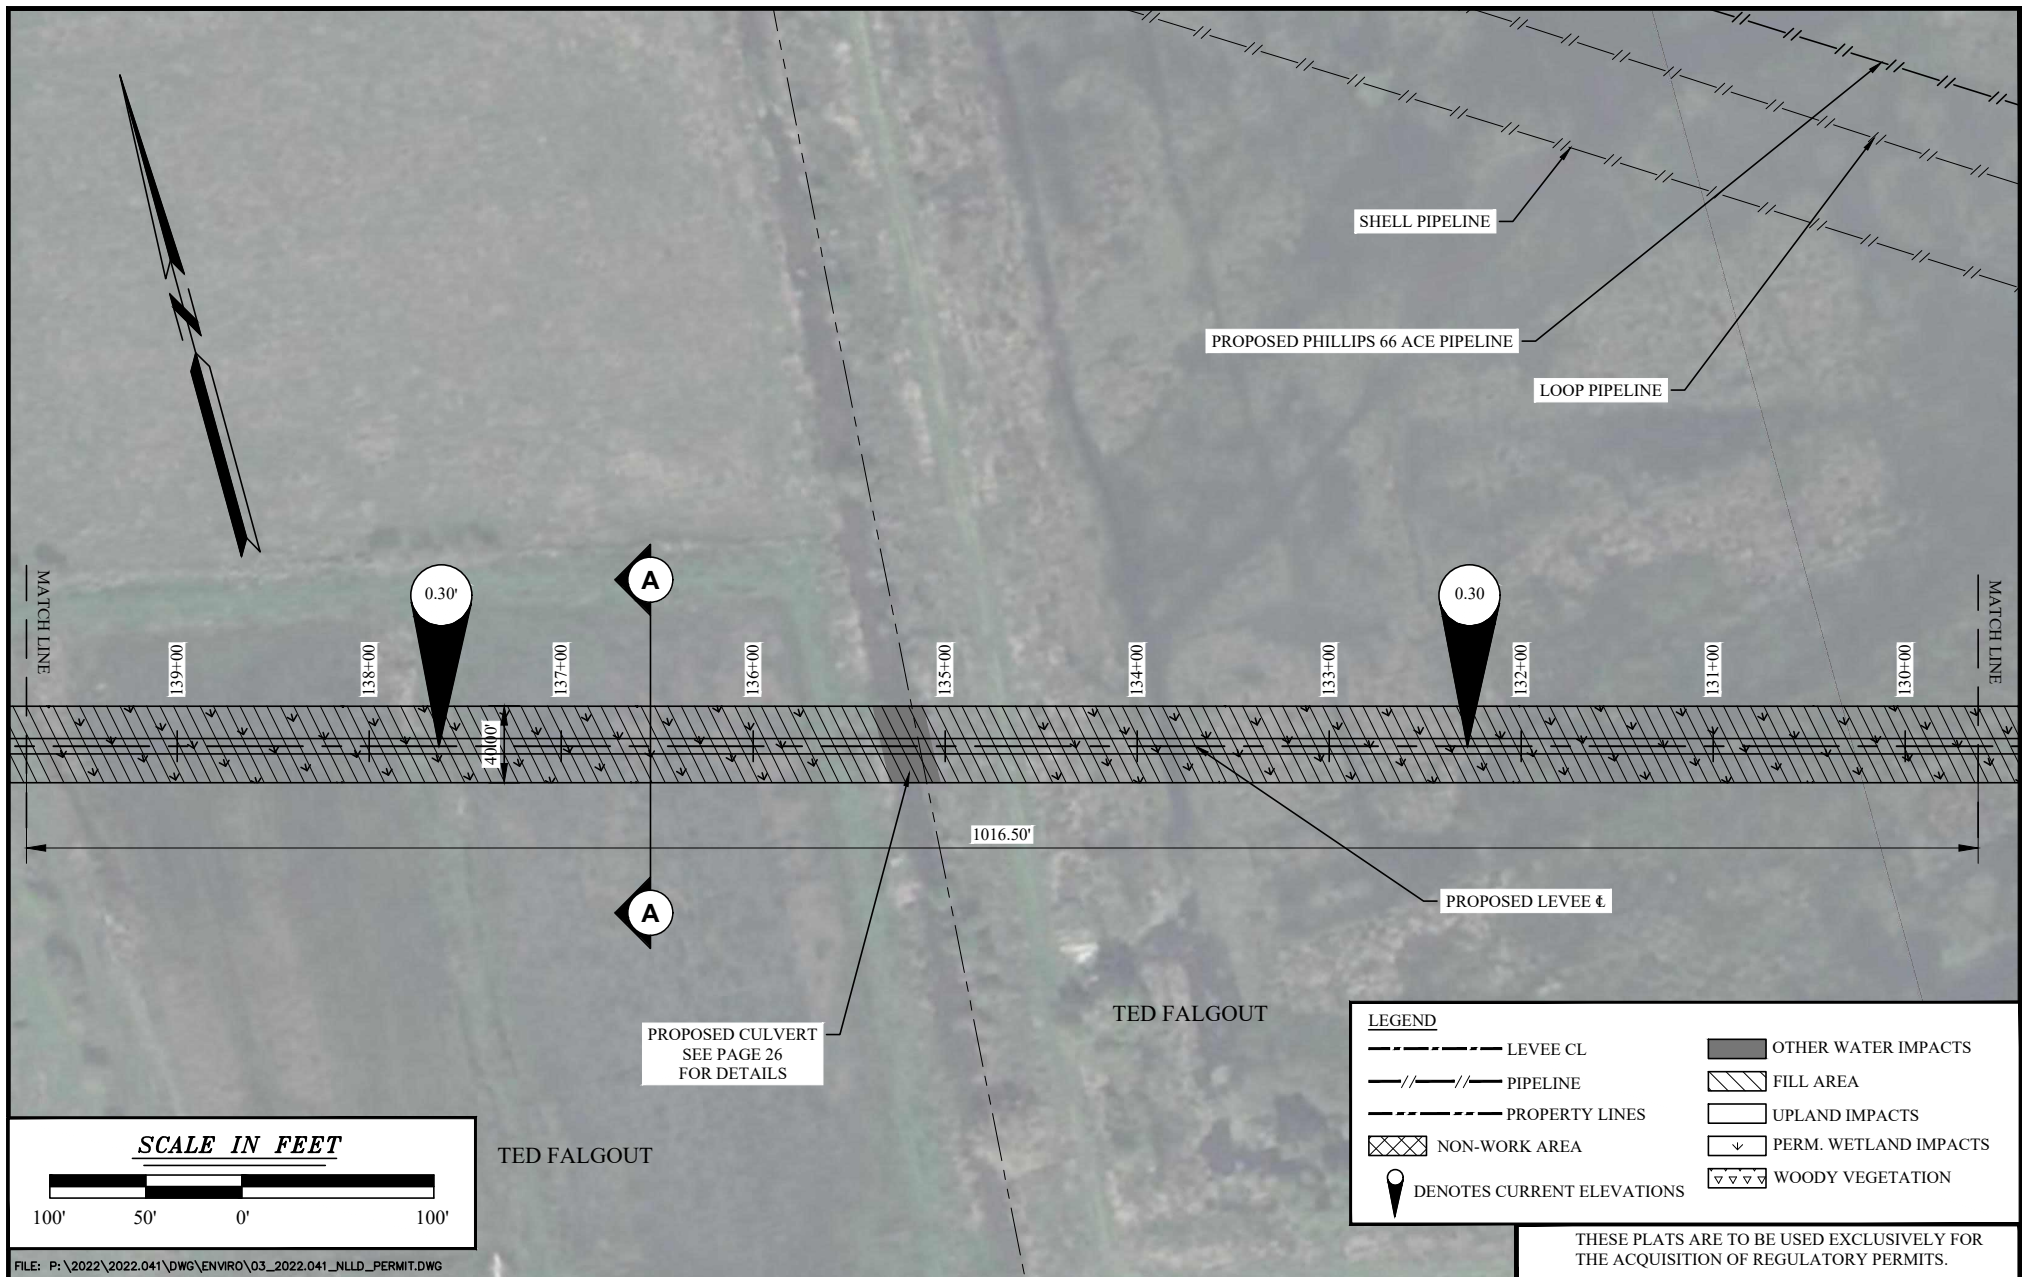 SHELL PIPELINE
PROPOSED PHILLIPS 66 ACE PIPELINE
LOOP PIPELINE
N
MATCH LINE
0.30'
A
0.30
MATCH LINE
139+00
138+00
137+00
136+00
135+00
134+00
133+00
132+00
131+00
130+00
40.00'
1016.50'
A
PROPOSED LEVEE ℄
PROPOSED CULVERT
SEE PAGE 26
FOR DETAILS
TED FALGOUT
TED FALGOUT
SCALE IN FEET
100' 50' 0' 100'
LEGEND
LEVEE CL
PIPELINE
PROPERTY LINES
NON-WORK AREA
DENOTES CURRENT ELEVATIONS
OTHER WATER IMPACTS
FILL AREA
UPLAND IMPACTS
PERM. WETLAND IMPACTS
WOODY VEGETATION
THESE PLATS ARE TO BE USED EXCLUSIVELY FOR
THE ACQUISITION OF REGULATORY PERMITS.
FILE: P:\2022\2022.041\DWG\ENVIRO\03_2022.041_NLLD_PERMIT.DWG